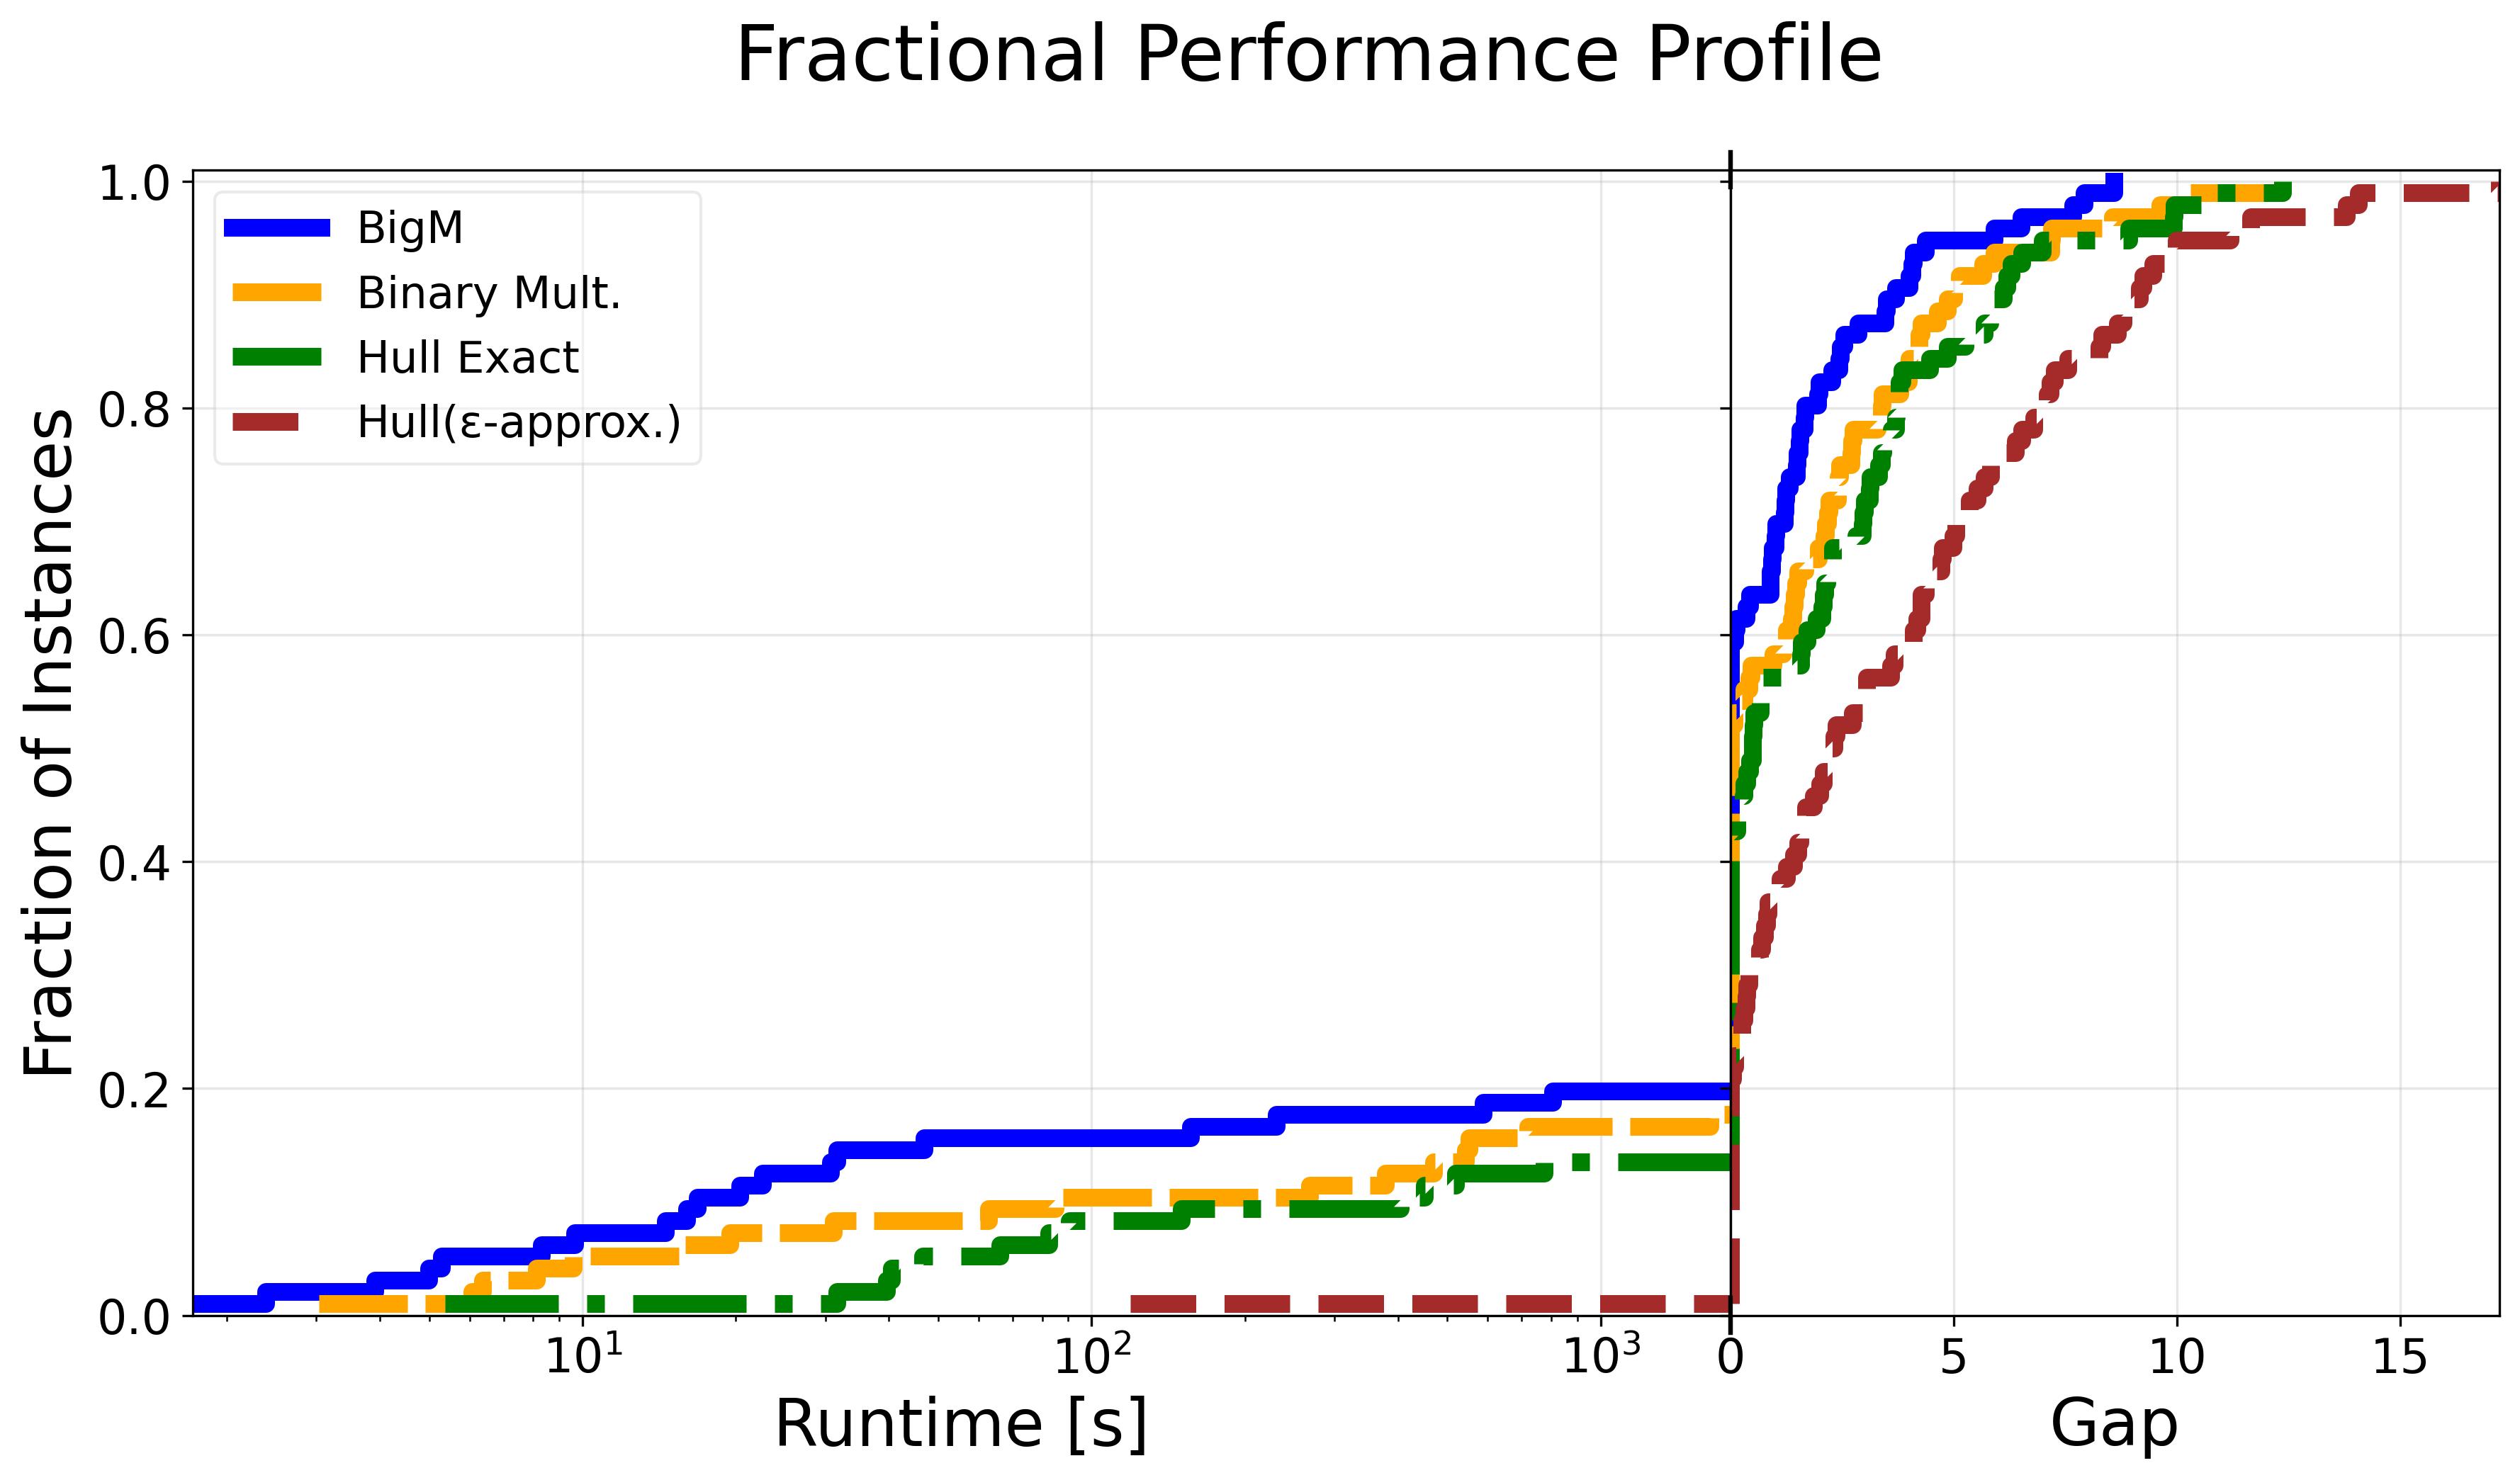 Fractional Performance Profile
BigM
Binary Mult.
Hull Exact
Hull(ε-approx.)
Fraction of Instances
1.0
0.8
0.6
0.4
0.2
0.0
10¹
10²
10³
0
5
10
15
Runtime [s]
Gap